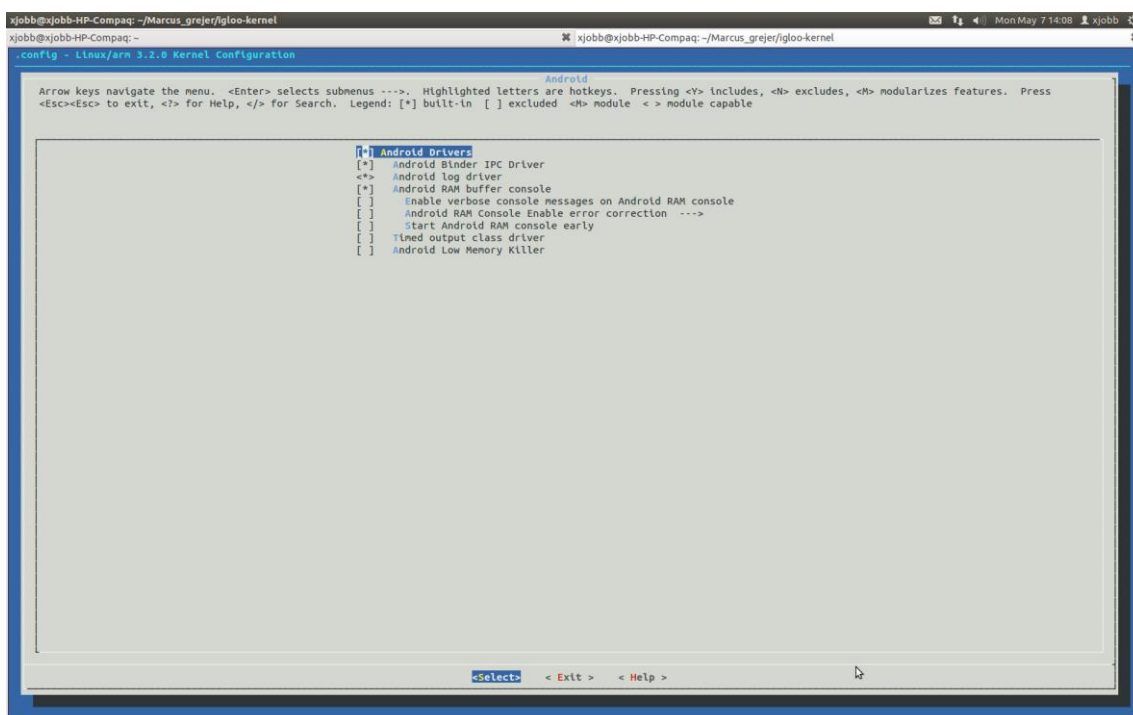 xjobb@xjobb-HP-Compaq: ~/Marcus_grejer/igloo-kernel
Mon May 7 14:08 xjobb
xjobb@xjobb-HP-Compaq: ~ xjobb@xjobb-HP-Compaq: ~/Marcus_grejer/igloo-kernel
.config - Linux/arm 3.2.0 Kernel Configuration
Android
Arrow keys navigate the menu. <Enter> selects submenus --->. Highlighted letters are hotkeys. Pressing <Y> includes, <N> excludes, <M> modularizes features. Press
<Esc><Esc> to exit, <?> for Help, </> for Search. Legend: [*] built-in [ ] excluded <M> module < > module capable
[*] Android Drivers
[*] Android Binder IPC Driver
<*> Android log driver
[*] Android RAM buffer console
[ ] Enable verbose console messages on Android RAM console
[ ] Android RAM Console Enable error correction --->
[ ] Start Android RAM console early
[ ] Timed output class driver
[ ] Android Low Memory Killer
<Select> < Exit > < Help >